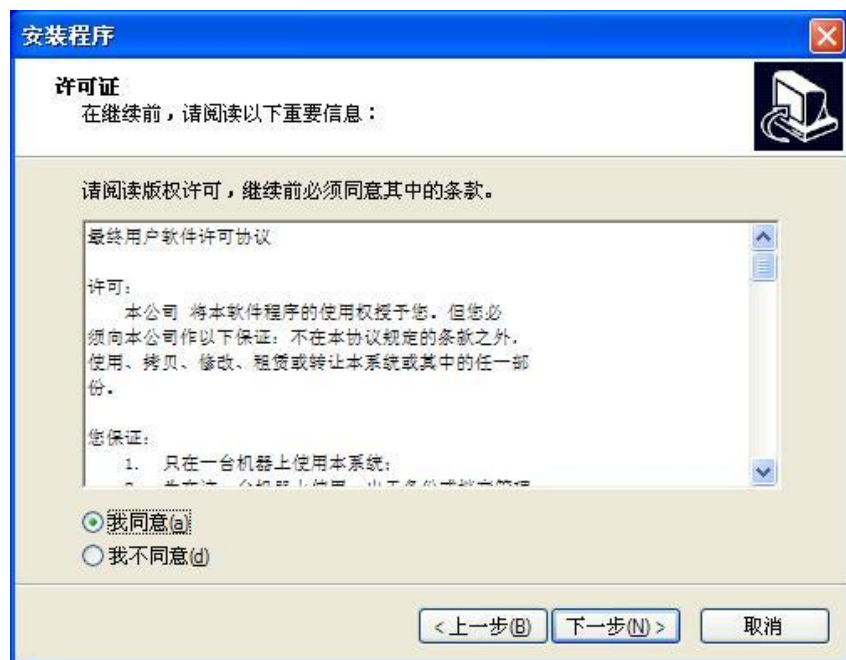 安装程序
许可证
在继续前，请阅读以下重要信息：
请阅读版权许可，继续前必须同意其中的条款。
最终用户软件许可协议
许可：
本公司 将本软件程序的使用权授予您．但您必
须向本公司作以下保证：不在本协议规定的条款之外．
使用、拷贝、修改、租赁或转让本系统或其中的任一部
份．
您保证：
1. 只在一台机器上使用本系统；
我同意(a)
我不同意(d)
<上一步(B)
下一步(N)>
取消